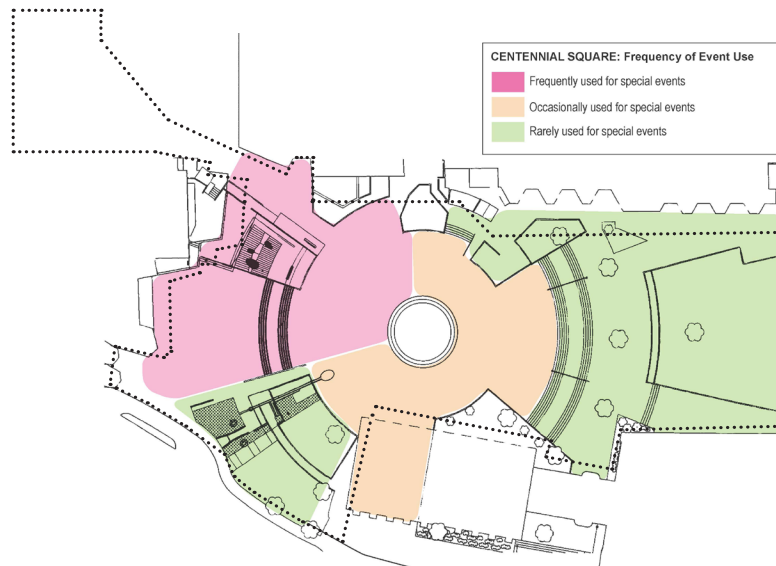 CENTENNIAL SQUARE: Frequency of Event Use
Frequently used for special events
Occasionally used for special events
Rarely used for special events